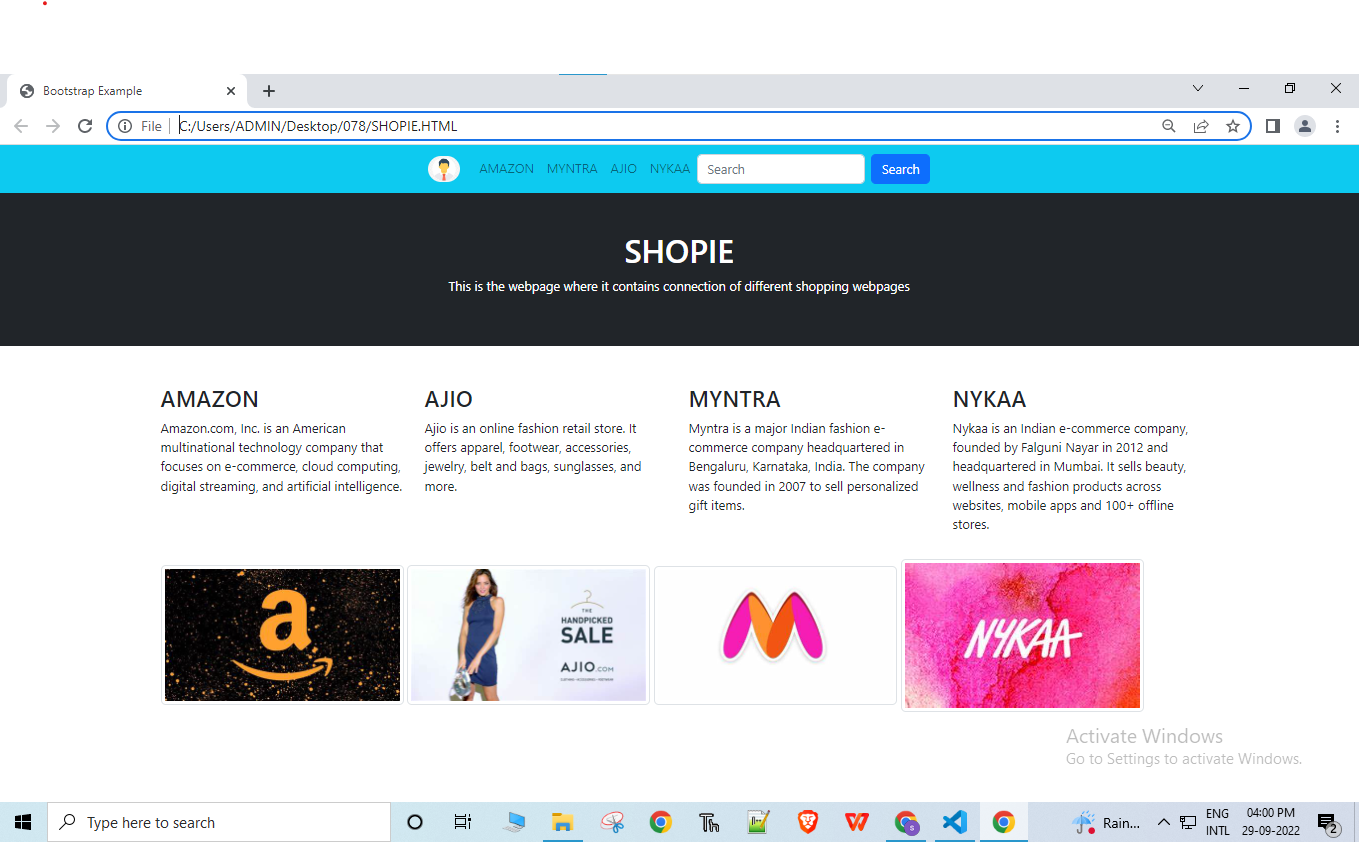 Bootstrap Example
File
C:/Users/ADMIN/Desktop/078/SHOPIE.HTML
AMAZON MYNTRA AJIO NYKAA Search Search
SHOPIE
This is the webpage where it contains connection of different shopping webpages
AMAZON
Amazon.com, Inc. is an American
multinational technology company that
focuses on e-commerce, cloud computing,
digital streaming, and artificial intelligence.
AJIO
Ajio is an online fashion retail store. It
offers apparel, footwear, accessories,
jewelry, belt and bags, sunglasses, and
more.
MYNTRA
Myntra is a major Indian fashion e-
commerce company headquartered in
Bengaluru, Karnataka, India. The company
was founded in 2007 to sell personalized
gift items.
NYKAA
Nykaa is an Indian e-commerce company,
founded by Falguni Nayar in 2012 and
headquartered in Mumbai. It sells beauty,
wellness and fashion products across
websites, mobile apps and 100+ offline
stores.
a
THE
HANDPICKED
SALE
AJIO.COM
NYKAA
Activate Windows
Go to Settings to activate Windows.
Type here to search
Rain...
ENG
INTL
04:00 PM
29-09-2022
2